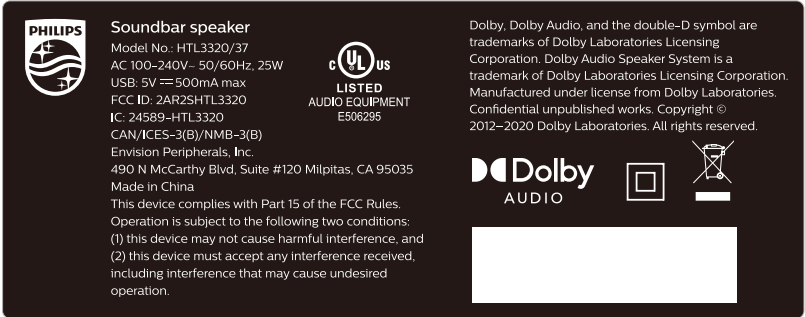 PHILIPS
Soundbar speaker
Model No.: HTL3320/37
AC 100-240V~ 50/60Hz, 25W
USB: 5V ⎓ 500mA max
FCC ID: 2AR2SHTL3320
IC: 24589-HTL3320
CAN/ICES-3(B)/NMB-3(B)
Envision Peripherals, Inc.
490 N McCarthy Blvd, Suite #120 Milpitas, CA 95035
Made in China
This device complies with Part 15 of the FCC Rules.
Operation is subject to the following two conditions:
(1) this device may not cause harmful interference, and
(2) this device must accept any interference received,
including interference that may cause undesired
operation.
C UL US
LISTED
AUDIO EQUIPMENT
E506295
Dolby, Dolby Audio, and the double-D symbol are
trademarks of Dolby Laboratories Licensing
Corporation. Dolby Audio Speaker System is a
trademark of Dolby Laboratories Licensing Corporation.
Manufactured under license from Dolby Laboratories.
Confidential unpublished works. Copyright ©
2012–2020 Dolby Laboratories. All rights reserved.
Dolby
AUDIO